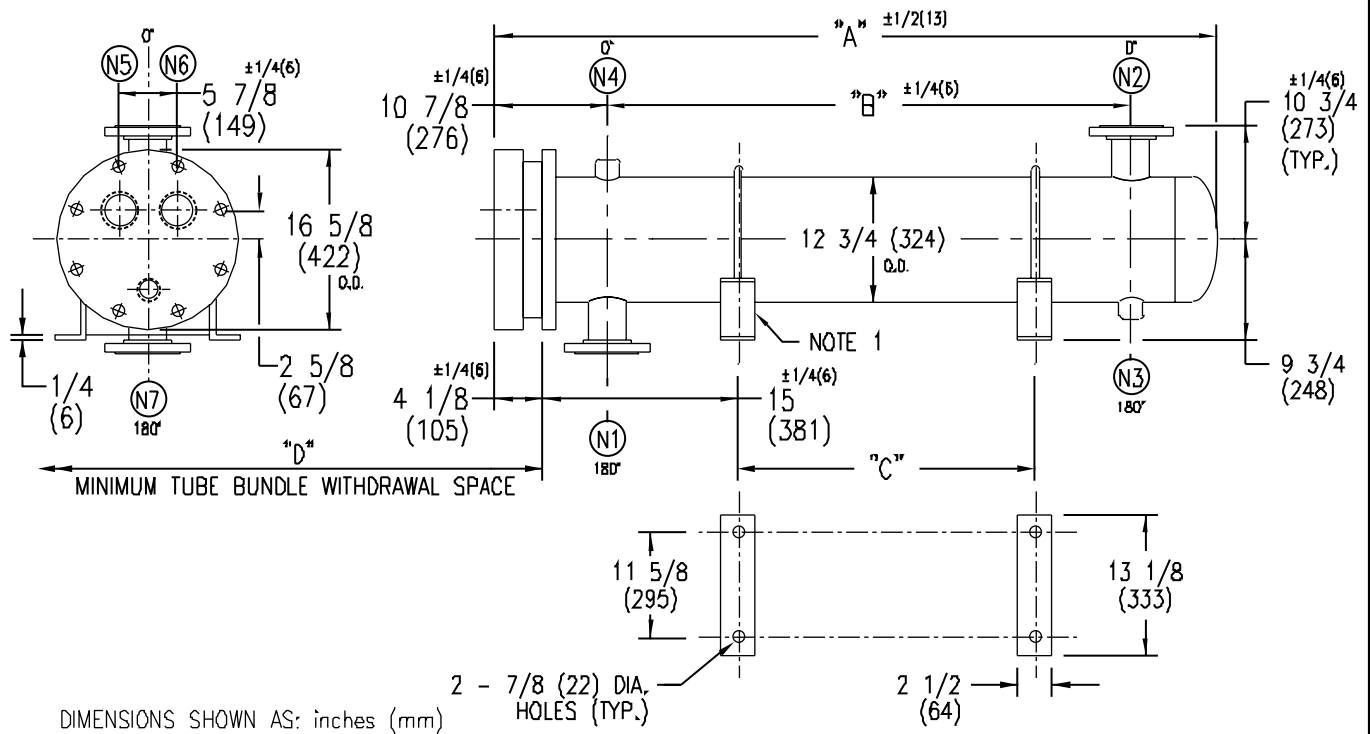 "A" ±1/2(13)
0°
N5 N6
±1/4(6)
5 7/8
(149)
±1/4(6)
10 7/8
(276)
N4
"B" ±1/4(6)
N2
±1/4(6)
10 3/4
(273)
(TYP.)
16 5/8
(422)
O.D.
12 3/4 (324)
O.D.
1/4
(6)
N7
180°
2 5/8
(67)
±1/4(6)
4 1/8
(105)
N1
180°
NOTE 1
±1/4(6)
15
(381)
N3
180°
9 3/4
(248)
"D"
MINIMUM TUBE BUNDLE WITHDRAWAL SPACE
"C"
11 5/8
(295)
13 1/8
(333)
2 - 7/8 (22) DIA.
HOLES (TYP.)
2 1/2
(64)
DIMENSIONS SHOWN AS: inches (mm)